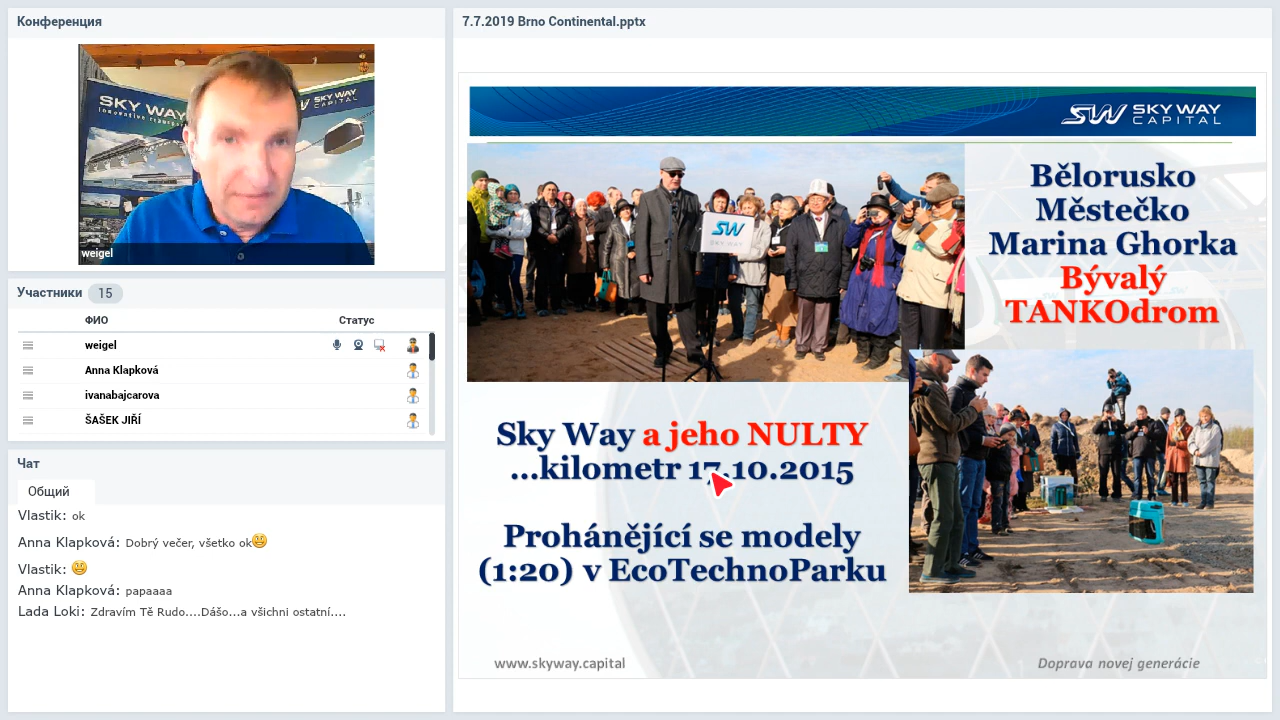 Конференция
SKY WAY
SKY WAY
CAPITAL
weigel
Участники 15
ФИО Статус
weigel
Anna Klapková
ivanabajcarova
ŠAŠEK JIŘÍ
Чат
Общий
Vlastik: ok
Anna Klapková: Dobrý večer, všetko ok
Vlastik:
Anna Klapková: papaaaa
Lada Loki: Zdravím Tě Rudo....Dášo...a všichni ostatní....
7.7.2019 Brno Continental.pptx
SW SKY WAY
CAPITAL
SW
SKY WAY
Bělorusko
Městečko
Marina Ghorka
Bývalý
TANKOdrom
Sky Way a jeho NULTY
...kilometr 17.10.2015
Prohánějící se modely
(1:20) v EcoTechnoParku
www.skyway.capital
Doprava novej generácie